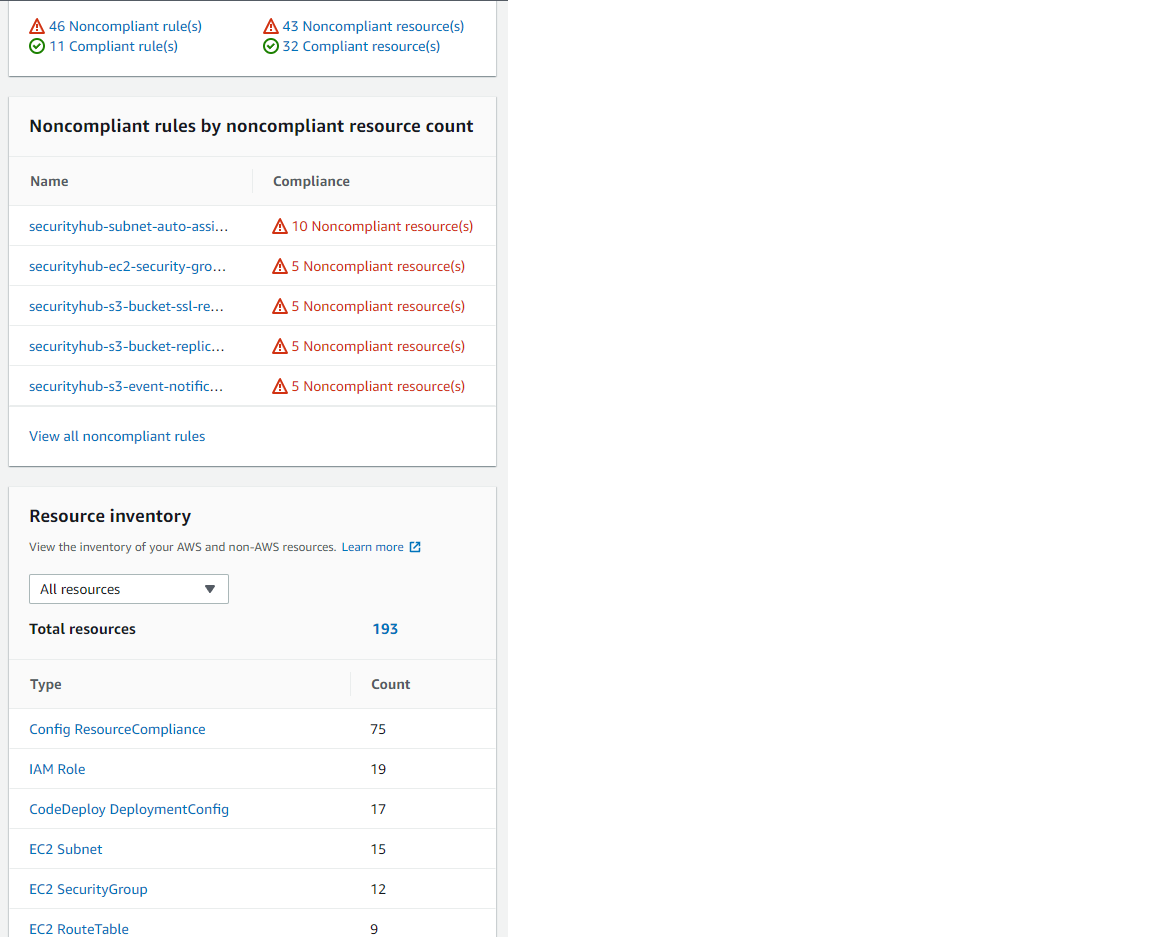 46 Noncompliant rule(s) 43 Noncompliant resource(s)
11 Compliant rule(s) 32 Compliant resource(s)
Noncompliant rules by noncompliant resource count
Name Compliance
securityhub-subnet-auto-assi... 10 Noncompliant resource(s)
securityhub-ec2-security-gro... 5 Noncompliant resource(s)
securityhub-s3-bucket-ssl-re... 5 Noncompliant resource(s)
securityhub-s3-bucket-replic... 5 Noncompliant resource(s)
securityhub-s3-event-notific... 5 Noncompliant resource(s)
View all noncompliant rules
Resource inventory
View the inventory of your AWS and non-AWS resources. Learn more
All resources
Total resources 193
Type Count
Config ResourceCompliance 75
IAM Role 19
CodeDeploy DeploymentConfig 17
EC2 Subnet 15
EC2 SecurityGroup 12
EC2 RouteTable 9